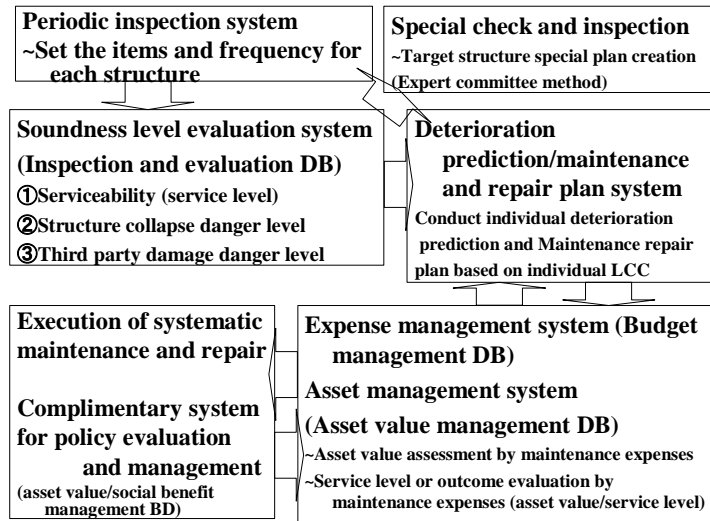 Periodic inspection system
~Set the items and frequency for
each structure
Special check and inspection
~Target structure special plan creation
(Expert committee method)
Soundness level evaluation system
(Inspection and evaluation DB)
①Serviceability (service level)
②Structure collapse danger level
③Third party damage danger level
Deterioration
prediction/maintenance
and repair plan system
Conduct individual deterioration
prediction and Maintenance repair
plan based on individual LCC
Execution of systematic
maintenance and repair
Complimentary system
for policy evaluation
and management
(asset value/social benefit
management BD)
Expense management system (Budget
management DB)
Asset management system
(Asset value management DB)
~Asset value assessment by maintenance expenses
~Service level or outcome evaluation by
maintenance expenses (asset value/service level)